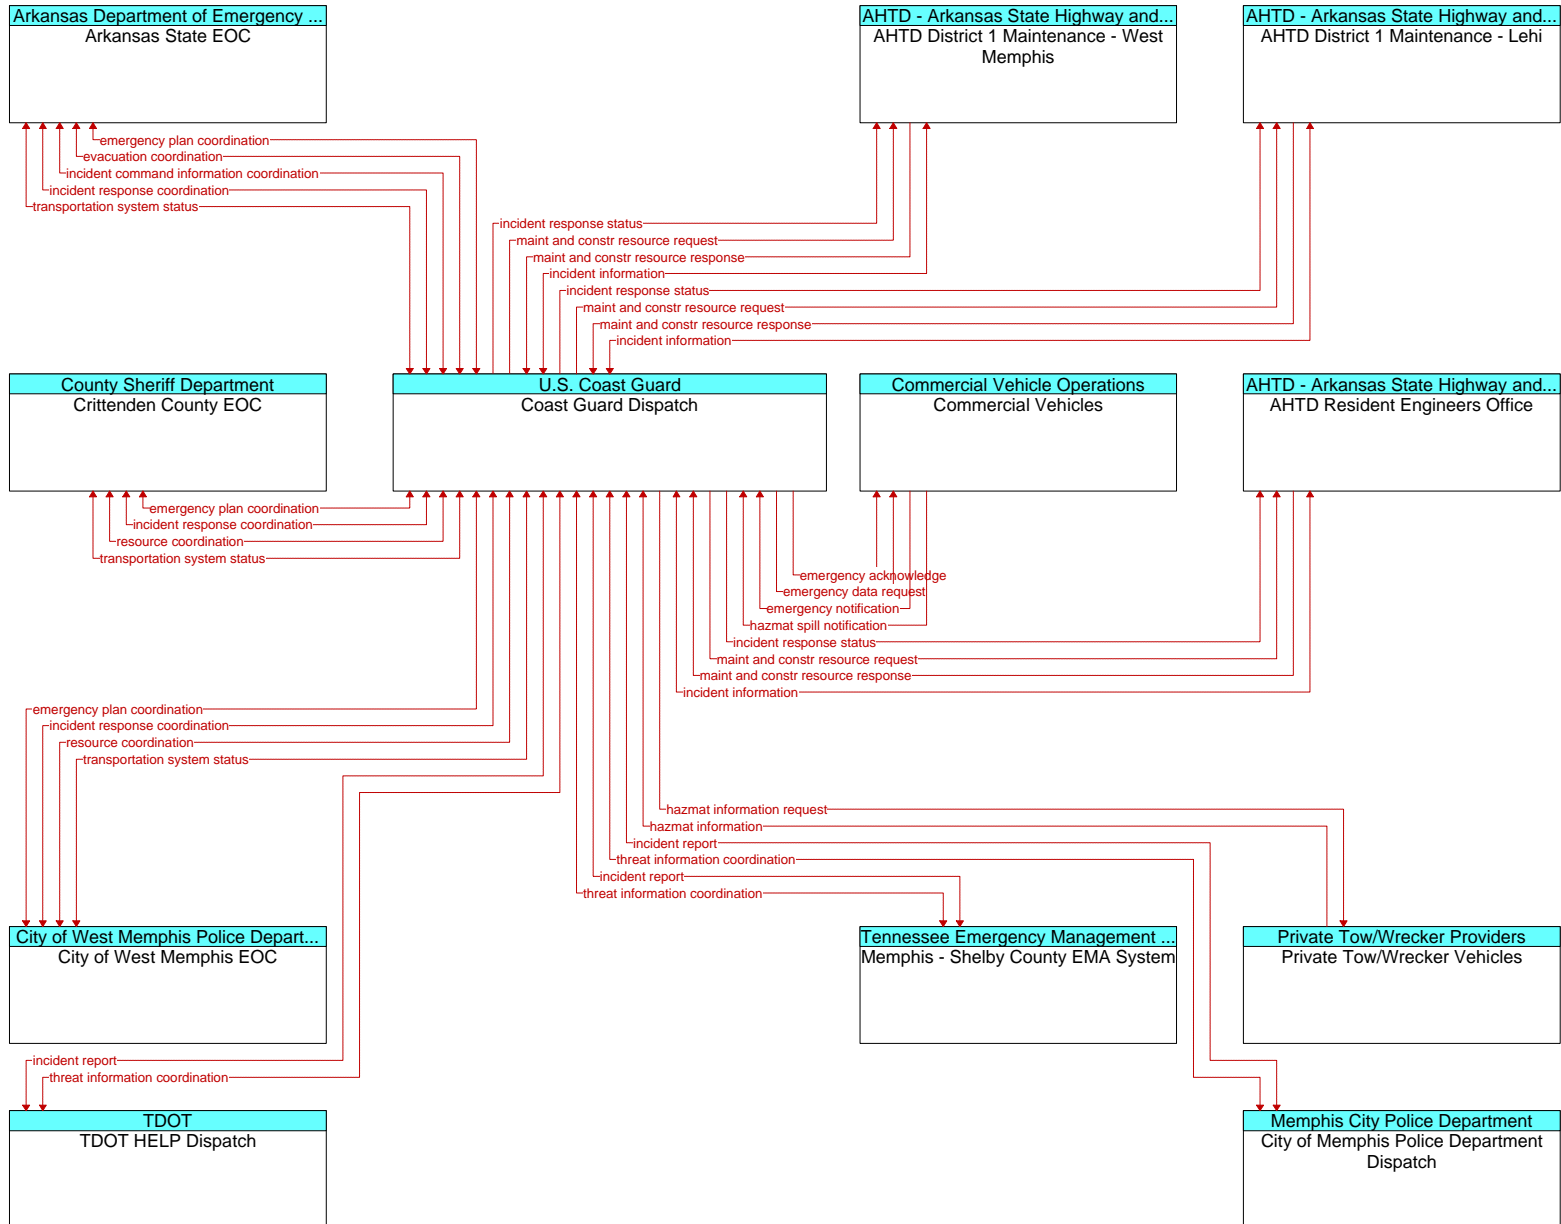 Arkansas Department of Emergency ...
Arkansas State EOC
AHTD - Arkansas State Highway and...
AHTD District 1 Maintenance - West
Memphis
AHTD - Arkansas State Highway and...
AHTD District 1 Maintenance - Lehi
emergency plan coordination
evacuation coordination
incident command information coordination
incident response coordination
transportation system status
incident response status
maint and constr resource request
maint and constr resource response
incident information
incident response status
maint and constr resource request
maint and constr resource response
incident information
County Sheriff Department
Crittenden County EOC
U.S. Coast Guard
Coast Guard Dispatch
Commercial Vehicle Operations
Commercial Vehicles
AHTD - Arkansas State Highway and...
AHTD Resident Engineers Office
emergency plan coordination
incident response coordination
resource coordination
transportation system status
emergency acknowledge
emergency data request
emergency notification
hazmat spill notification
incident response status
maint and constr resource request
maint and constr resource response
incident information
emergency plan coordination
incident response coordination
resource coordination
transportation system status
hazmat information request
hazmat information
incident report
threat information coordination
incident report
threat information coordination
City of West Memphis Police Depart...
City of West Memphis EOC
Tennessee Emergency Management ...
Memphis - Shelby County EMA System
Private Tow/Wrecker Providers
Private Tow/Wrecker Vehicles
incident report
threat information coordination
TDOT
TDOT HELP Dispatch
Memphis City Police Department
City of Memphis Police Department
Dispatch